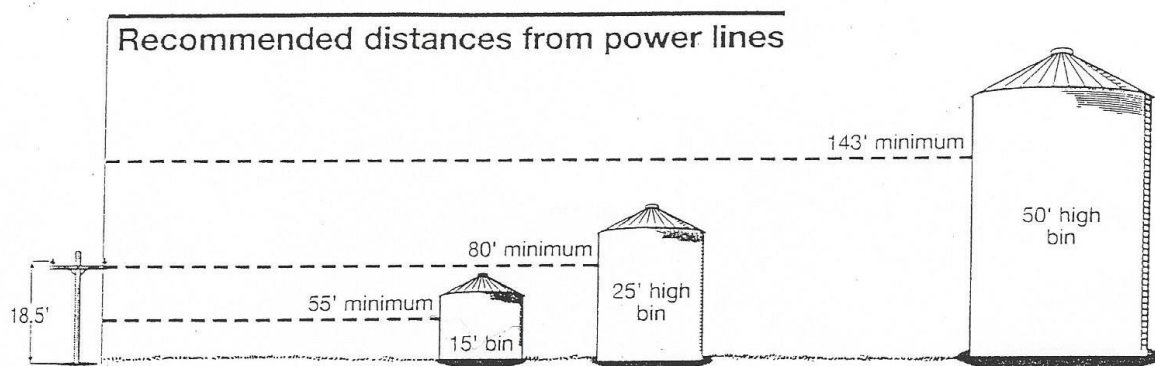 Recommended distances from power lines
143' minimum
50' high
bin
80' minimum
25' high
bin
55' minimum
18.5'
15' bin